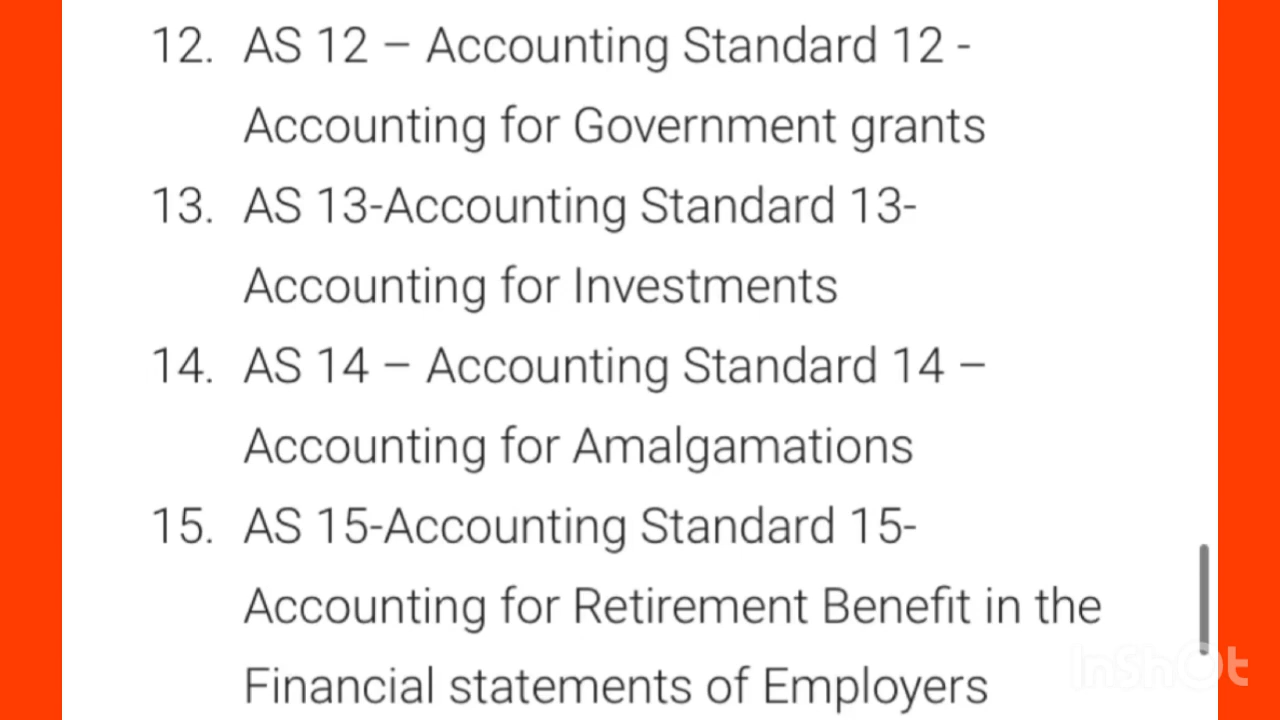 12. AS 12 – Accounting Standard 12 -
Accounting for Government grants
13. AS 13-Accounting Standard 13-
Accounting for Investments
14. AS 14 – Accounting Standard 14 –
Accounting for Amalgamations
15. AS 15-Accounting Standard 15-
Accounting for Retirement Benefit in the
Financial statements of Employers
InShOt